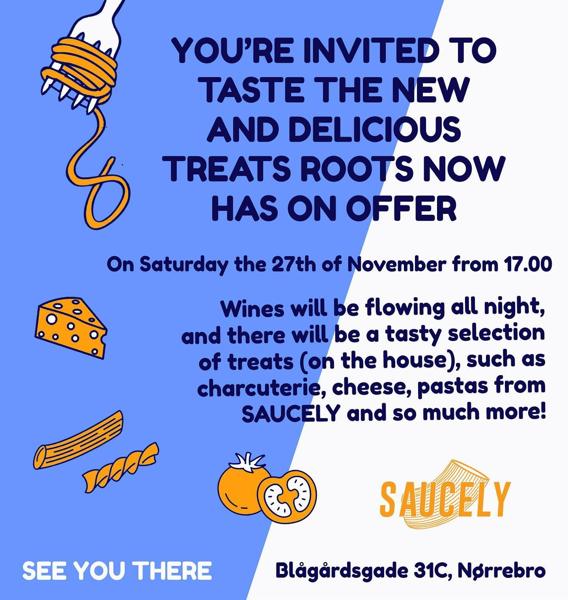 YOU'RE INVITED TO
TASTE THE NEW
AND DELICIOUS
TREATS ROOTS NOW
HAS ON OFFER
On Saturday the 27th of November from 17.00
Wines will be flowing all night,
and there will be a tasty selection
of treats (on the house), such as
charcuterie, cheese, pastas from
SAUCELY and so much more!
SAUCELY
SEE YOU THERE
Blågårdsgade 31C, Nørrebro